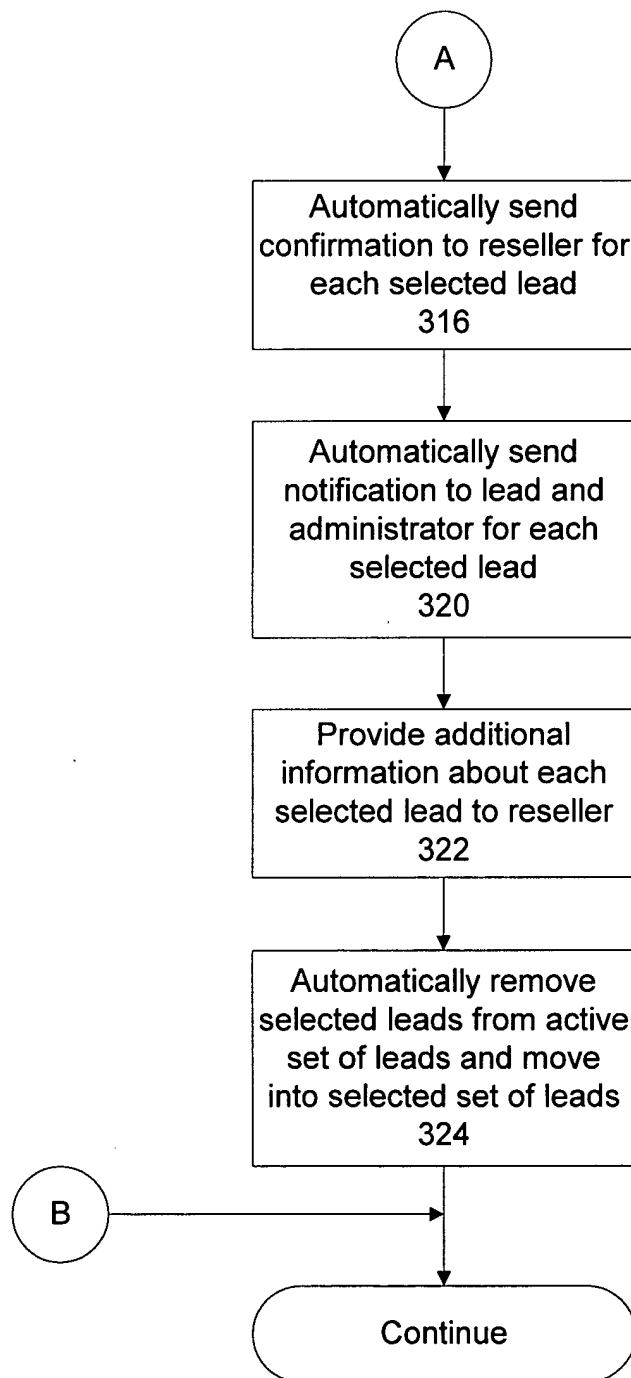 A
Automatically send
confirmation to reseller for
each selected lead
316
Automatically send
notification to lead and
administrator for each
selected lead
320
Provide additional
information about each
selected lead to reseller
322
Automatically remove
selected leads from active
set of leads and move
into selected set of leads
324
B
Continue